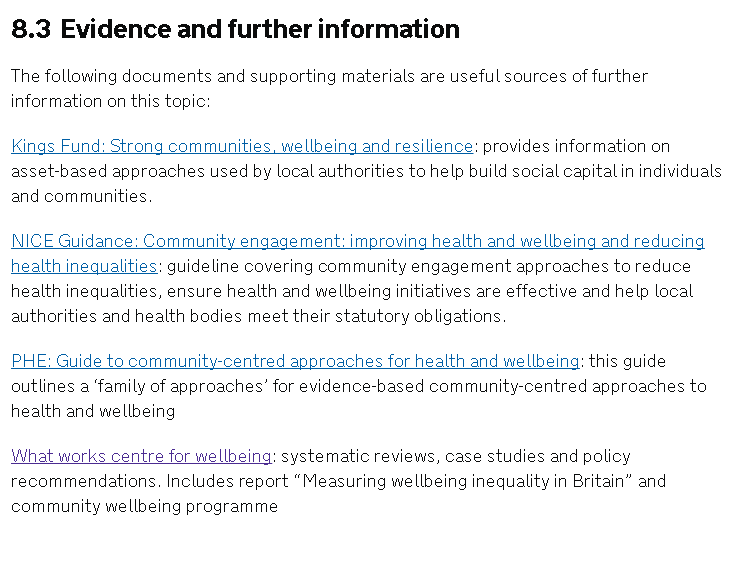 8.3 Evidence and further information
The following documents and supporting materials are useful sources of further
information on this topic:
Kings Fund: Strong communities, wellbeing and resilience: provides information on
asset-based approaches used by local authorities to help build social capital in individuals
and communities.
NICE Guidance: Community engagement: improving health and wellbeing and reducing
health inequalities: guideline covering community engagement approaches to reduce
health inequalities, ensure health and wellbeing initiatives are effective and help local
authorities and health bodies meet their statutory obligations.
PHE: Guide to community-centred approaches for health and wellbeing: this guide
outlines a ‘family of approaches’ for evidence-based community-centred approaches to
health and wellbeing
What works centre for wellbeing: systematic reviews, case studies and policy
recommendations. Includes report “Measuring wellbeing inequality in Britain” and
community wellbeing programme